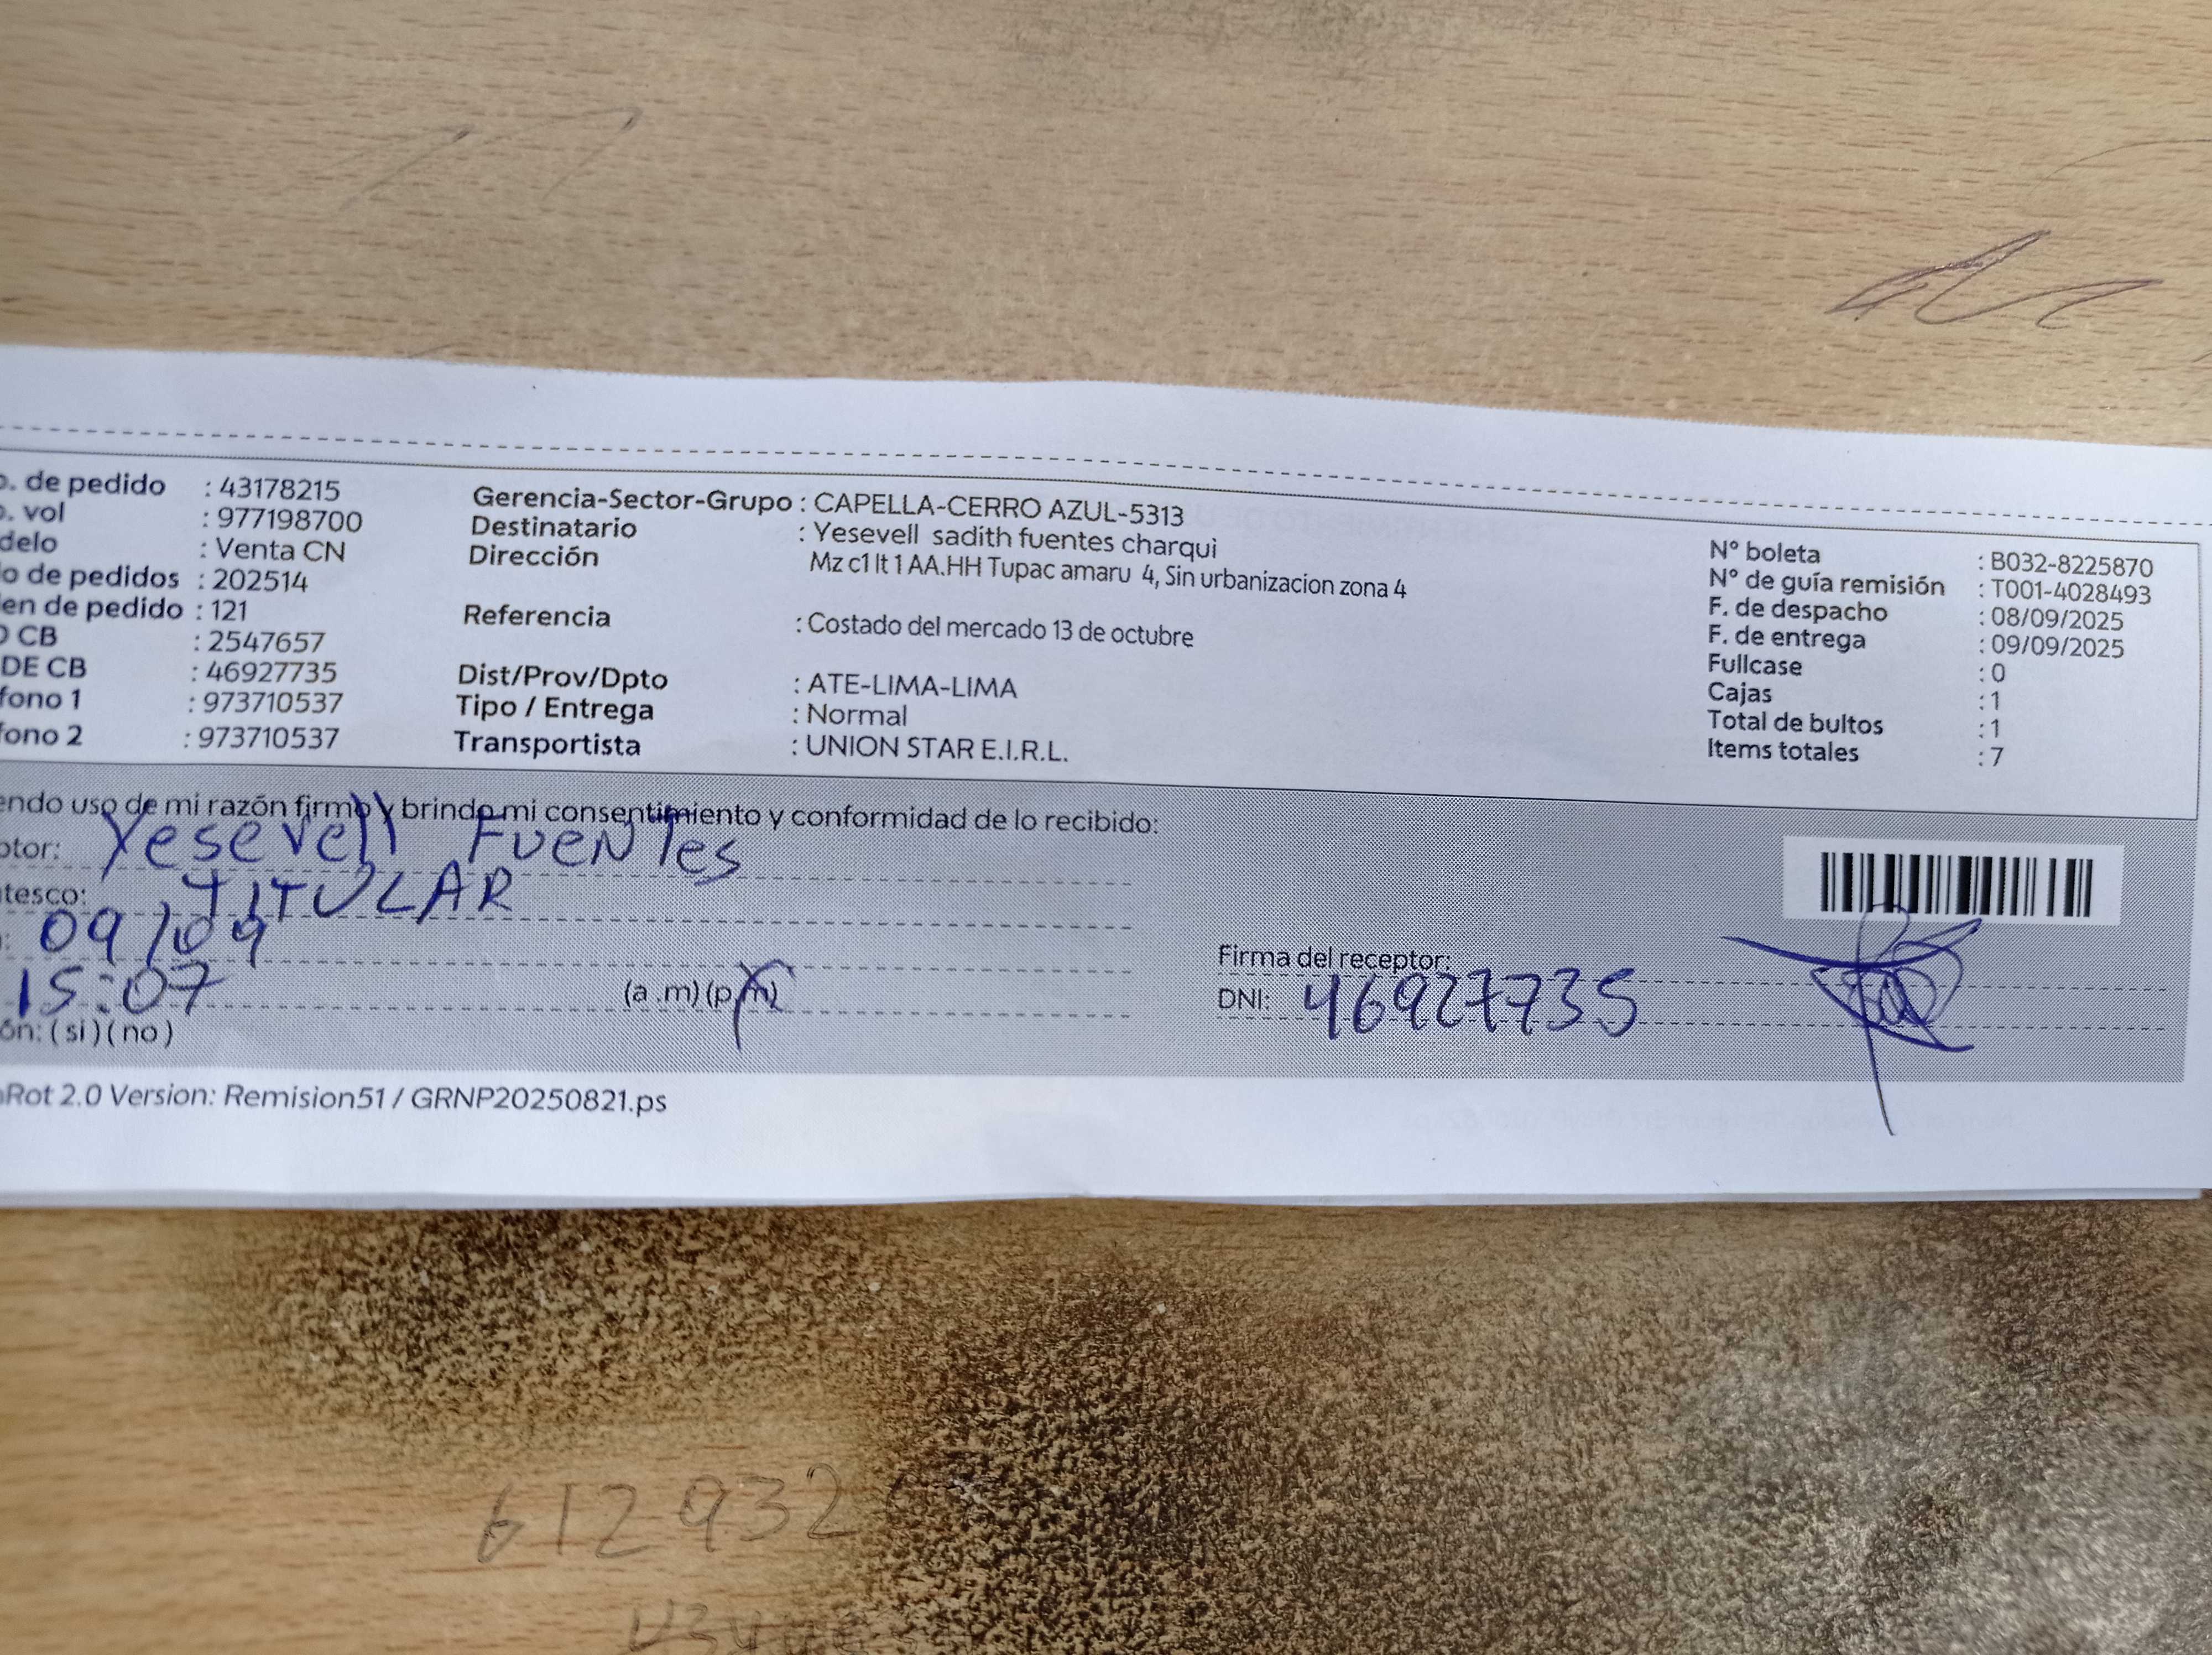 o. de pedido : 43178215
o. vol : 977198700
delo : Venta CN
o de pedidos : 202514
en de pedido : 121
O CB : 2547657
DE CB : 46927735
fono 1 : 973710537
fono 2 : 973710537
Gerencia-Sector-Grupo : CAPELLA-CERRO AZUL-5313
Destinatario : Yesevell sadith fuentes charqui
Dirección Mz c1 lt 1 AA.HH Tupac amaru 4, Sin urbanizacion zona 4
Referencia : Costado del mercado 13 de octubre
Dist/Prov/Dpto : ATE-LIMA-LIMA
Tipo / Entrega : Normal
Transportista : UNION STAR E.I.R.L.
N° boleta : B032-8225870
N° de guía remisión : T001-4028493
F. de despacho : 08/09/2025
F. de entrega : 09/09/2025
Fullcase : 0
Cajas : 1
Total de bultos : 1
Items totales : 7
endo uso de mi razón firmo y brindo mi consentimiento y conformidad de lo recibido:
ptor: Yesevell Fuentes
tesco: TITULAR
: 09/09
15:07 (a .m) (p.m)
ón: ( si ) ( no )
Firma del receptor:
DNI: 46927735
Rot 2.0 Version: Remision51 / GRNP20250821.ps
612932